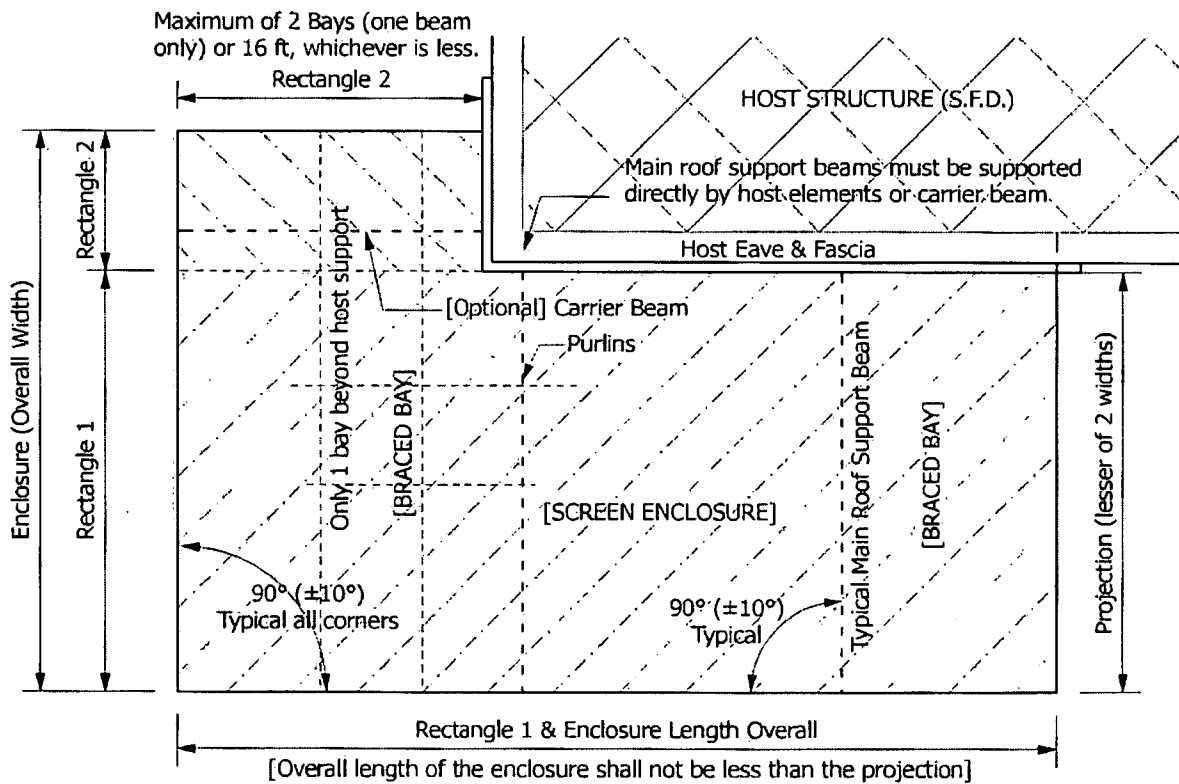 Maximum of 2 Bays (one beam
only) or 16 ft, whichever is less.
Rectangle 2
HOST STRUCTURE (S.F.D.)
Main roof support beams must be supported
directly by host elements or carrier beam
Host Eave & Fascia
Enclosure (Overall Width)
Rectangle 2
Rectangle 1
Only 1 bay beyond host support
[BRACED BAY]
[Optional] Carrier Beam
Purlins
[SCREEN ENCLOSURE]
Typical Main Roof Support Beam
[BRACED BAY]
Projection (lesser of 2 widths)
90° (±10°)
Typical all corners
90° (±10°)
Typical
Rectangle 1 & Enclosure Length Overall
[Overall length of the enclosure shall not be less than the projection]